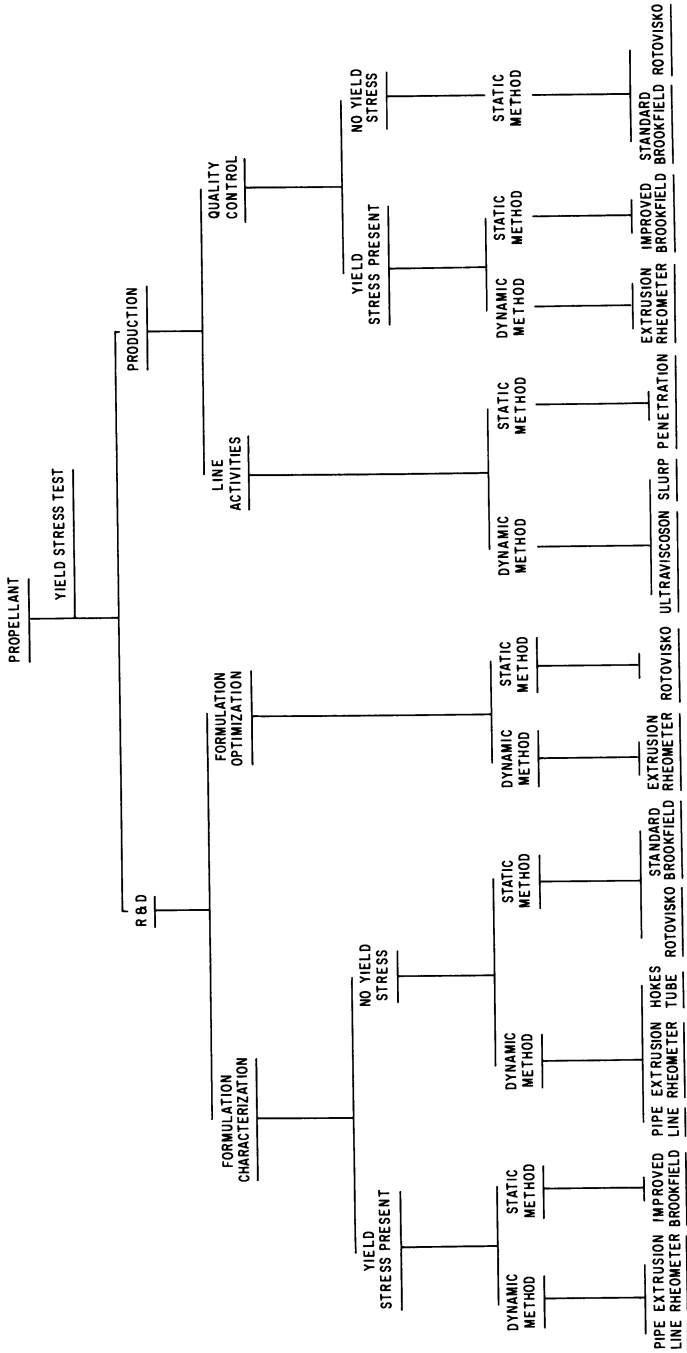 PROPELLANT
YIELD STRESS TEST
R&D
PRODUCTION
FORMULATION
CHARACTERIZATION
FORMULATION
OPTIMIZATION
LINE
ACTIVITIES
QUALITY
CONTROL
YIELD
STRESS PRESENT
NO YIELD
STRESS
YIELD
STRESS PRESENT
NO YIELD
STRESS
DYNAMIC
METHOD
STATIC
METHOD
DYNAMIC
METHOD
STATIC
METHOD
DYNAMIC
METHOD
STATIC
METHOD
DYNAMIC
METHOD
STATIC
METHOD
DYNAMIC
METHOD
STATIC
METHOD
STATIC
METHOD
PIPE
LINE
EXTRUSION
RHEOMETER
IMPROVED
BROOKFIELD
PIPE
LINE
EXTRUSION
RHEOMETER
HOKES
TUBE
ROTOVISKO
STANDARD
BROOKFIELD
EXTRUSION
RHEOMETER
ROTOVISKO
ULTRAVISCOSON
SLURP
PENETRATION
EXTRUSION
RHEOMETER
IMPROVED
BROOKFIELD
STANDARD
BROOKFIELD
ROTOVISKO